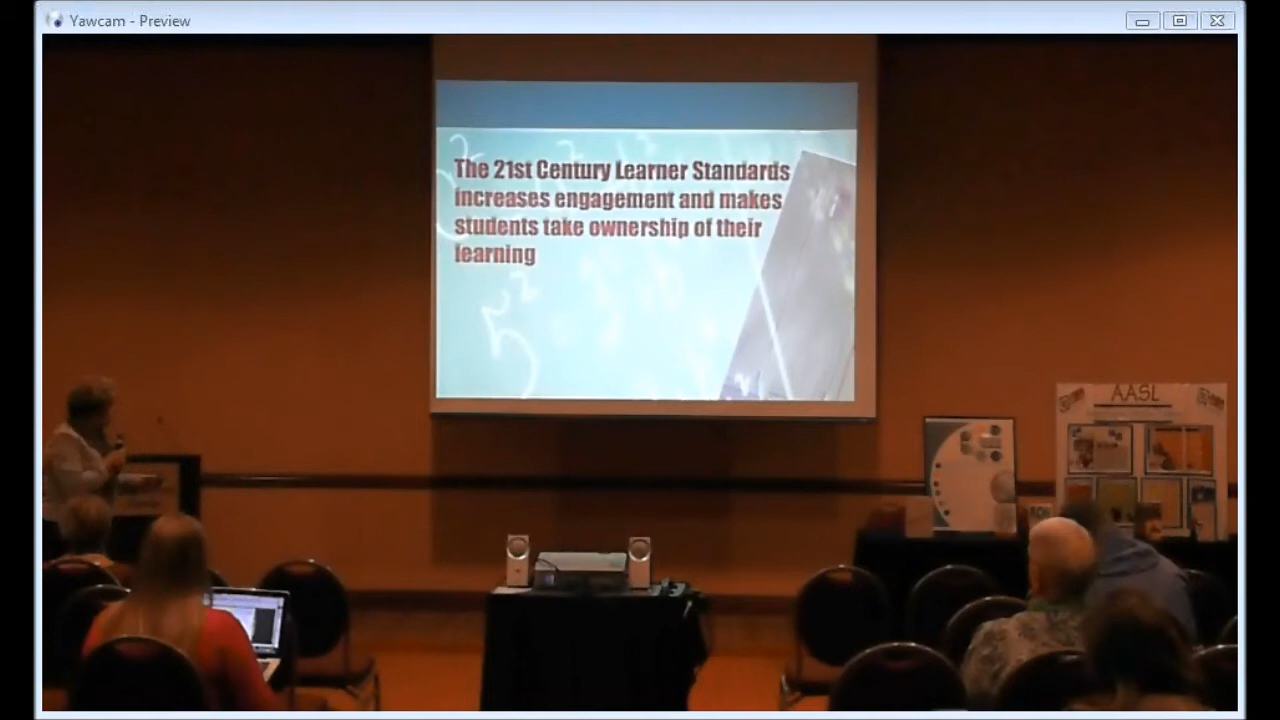 Yawcam - Preview
The 21st Century Learner Standards
increases engagement and makes
students take ownership of their
learning
AASL